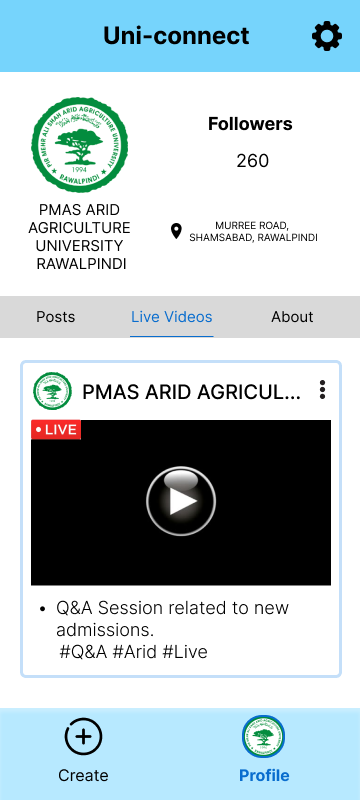 Uni-connect
PIR MEHR ALI SHAH ARID AGRICULTURE UNIVERSITY
1994
RAWALPINDI
PMAS ARID
AGRICULTURE
UNIVERSITY
RAWALPINDI
Followers
260
MURREE ROAD,
SHAMSABAD, RAWALPINDI
Posts
Live Videos
About
PMAS ARID AGRICUL...
LIVE
• Q&A Session related to new
admissions.
#Q&A #Arid #Live
Create
Profile